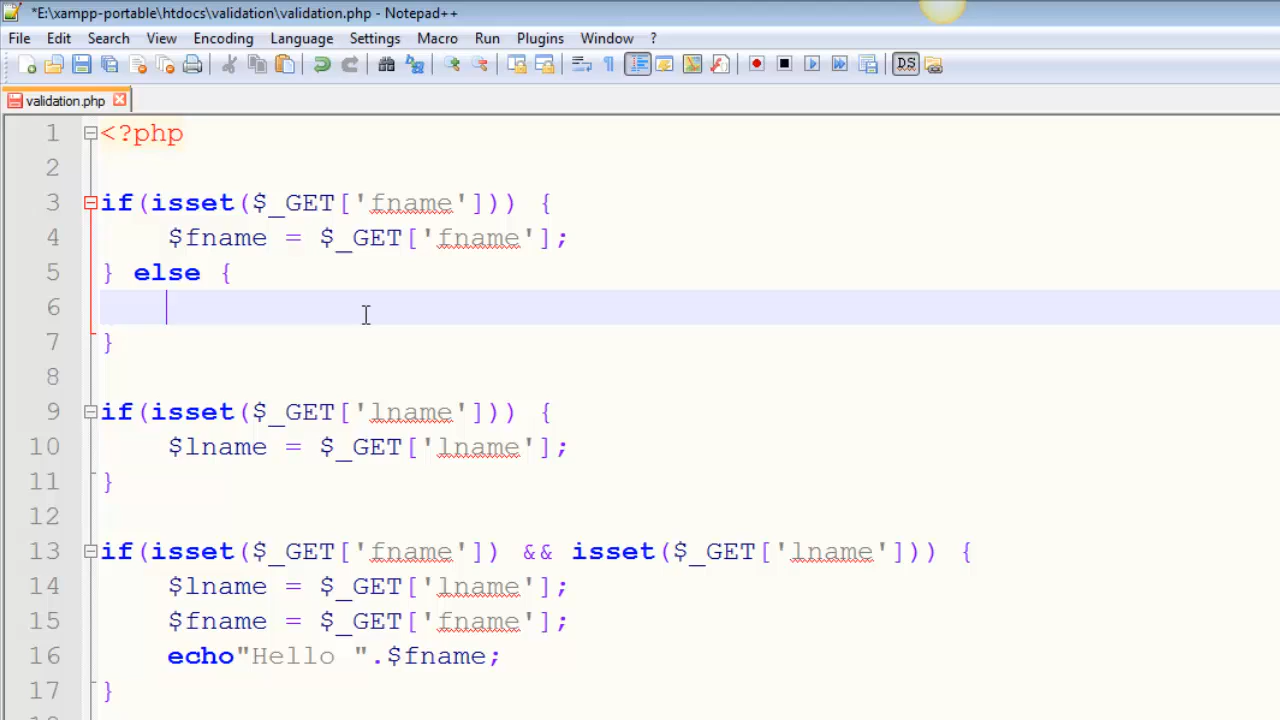 *E:\xampp-portable\htdocs\validation\validation.php - Notepad++
File Edit Search View Encoding Language Settings Macro Run Plugins Window ?
validation.php
1 <?php
2
3 if(isset($_GET['fname'])) {
4 $fname = $_GET['fname'];
5 } else {
6
7 }
8
9 if(isset($_GET['lname'])) {
10 $lname = $_GET['lname'];
11 }
12
13 if(isset($_GET['fname']) && isset($_GET['lname'])) {
14 $lname = $_GET['lname'];
15 $fname = $_GET['fname'];
16 echo"Hello ".$fname;
17 }